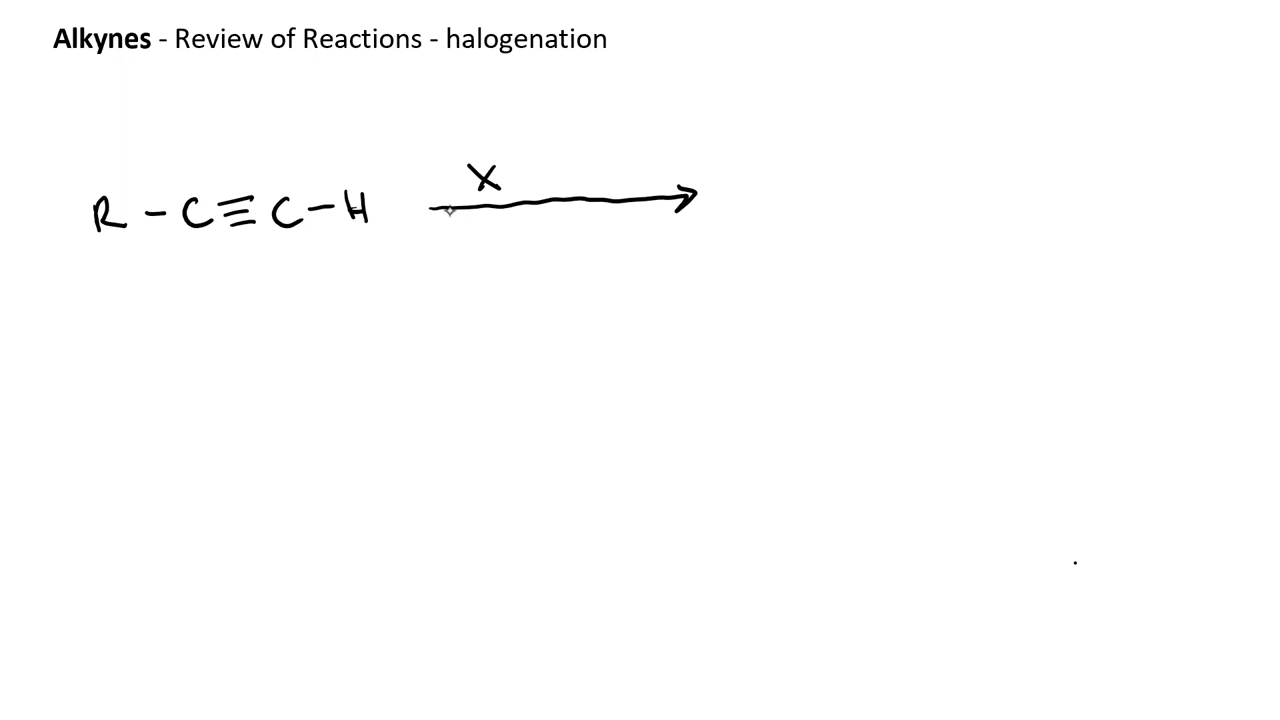 Alkynes - Review of Reactions - halogenation
X
R - C≡C-H